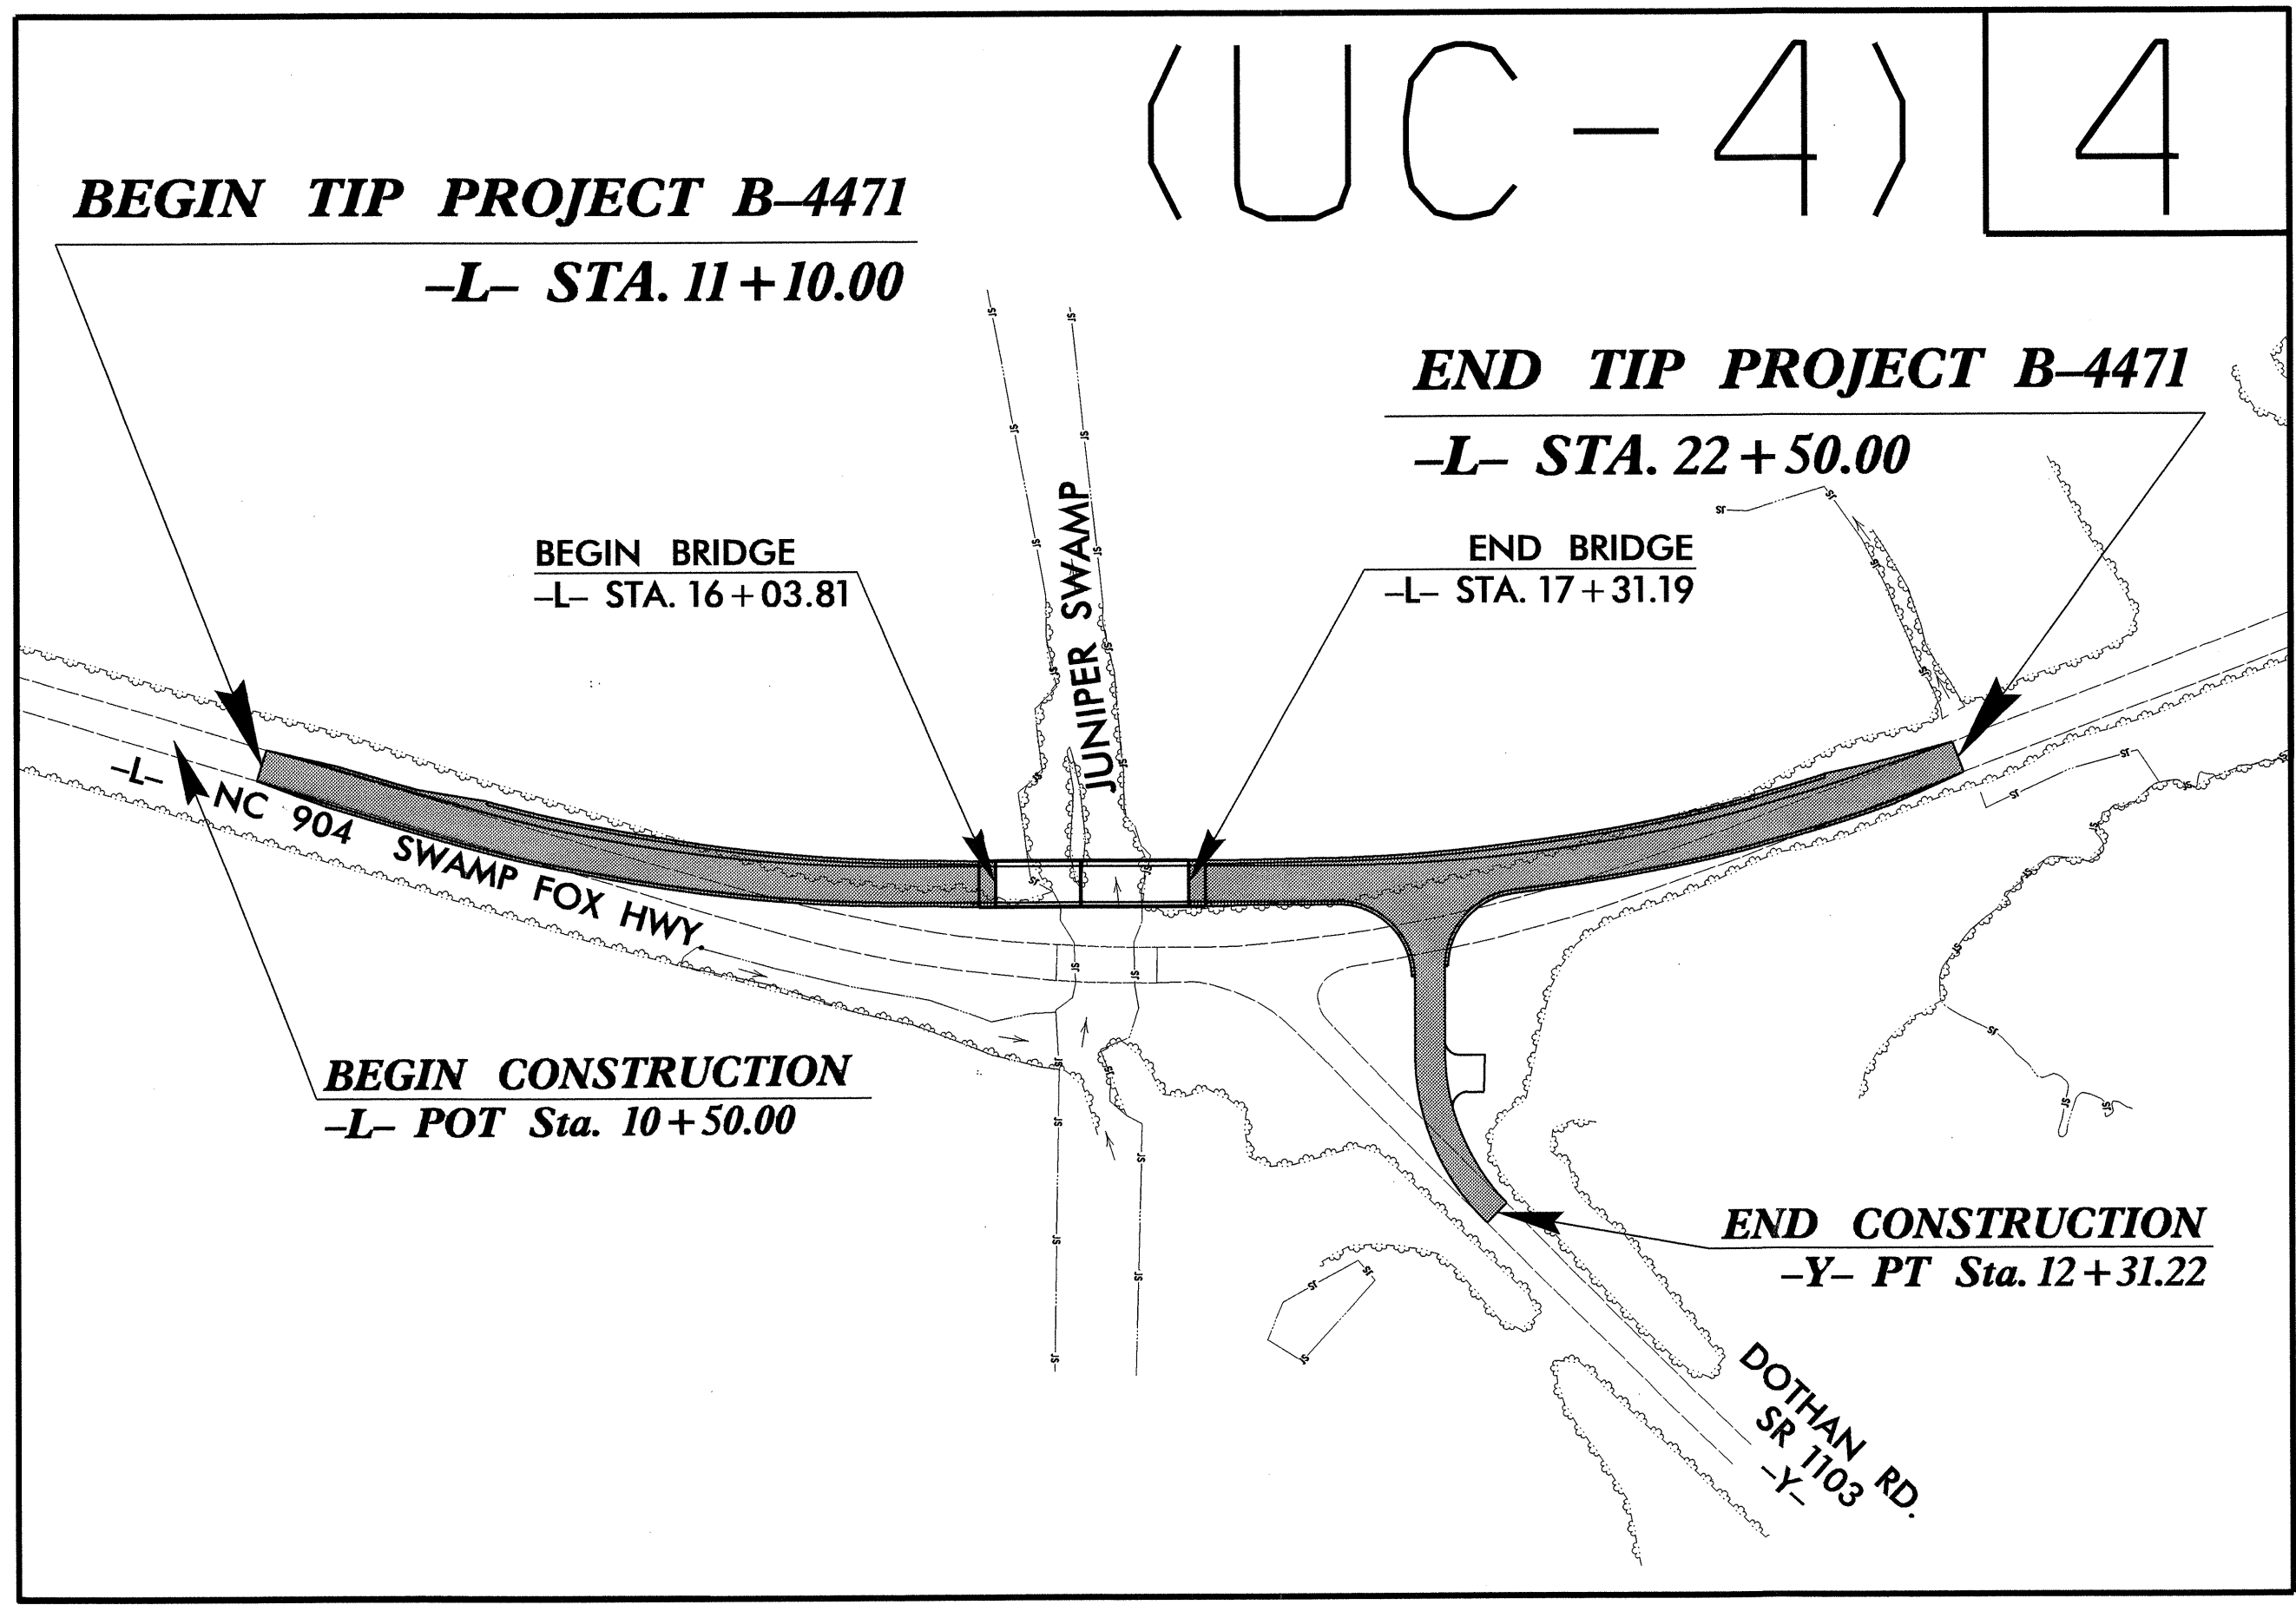 (UC-4) 4
BEGIN TIP PROJECT B-4471
-L- STA. 11+10.00
END TIP PROJECT B-4471
-L- STA. 22+50.00
BEGIN BRIDGE
-L- STA. 16+03.81
JUNIPER SWAMP
END BRIDGE
-L- STA. 17+31.19
-L- NC 904 SWAMP FOX HWY.
BEGIN CONSTRUCTION
-L- POT Sta. 10+50.00
END CONSTRUCTION
-Y- PT Sta. 12+31.22
DOTHAN RD.
SR 1103
-Y-